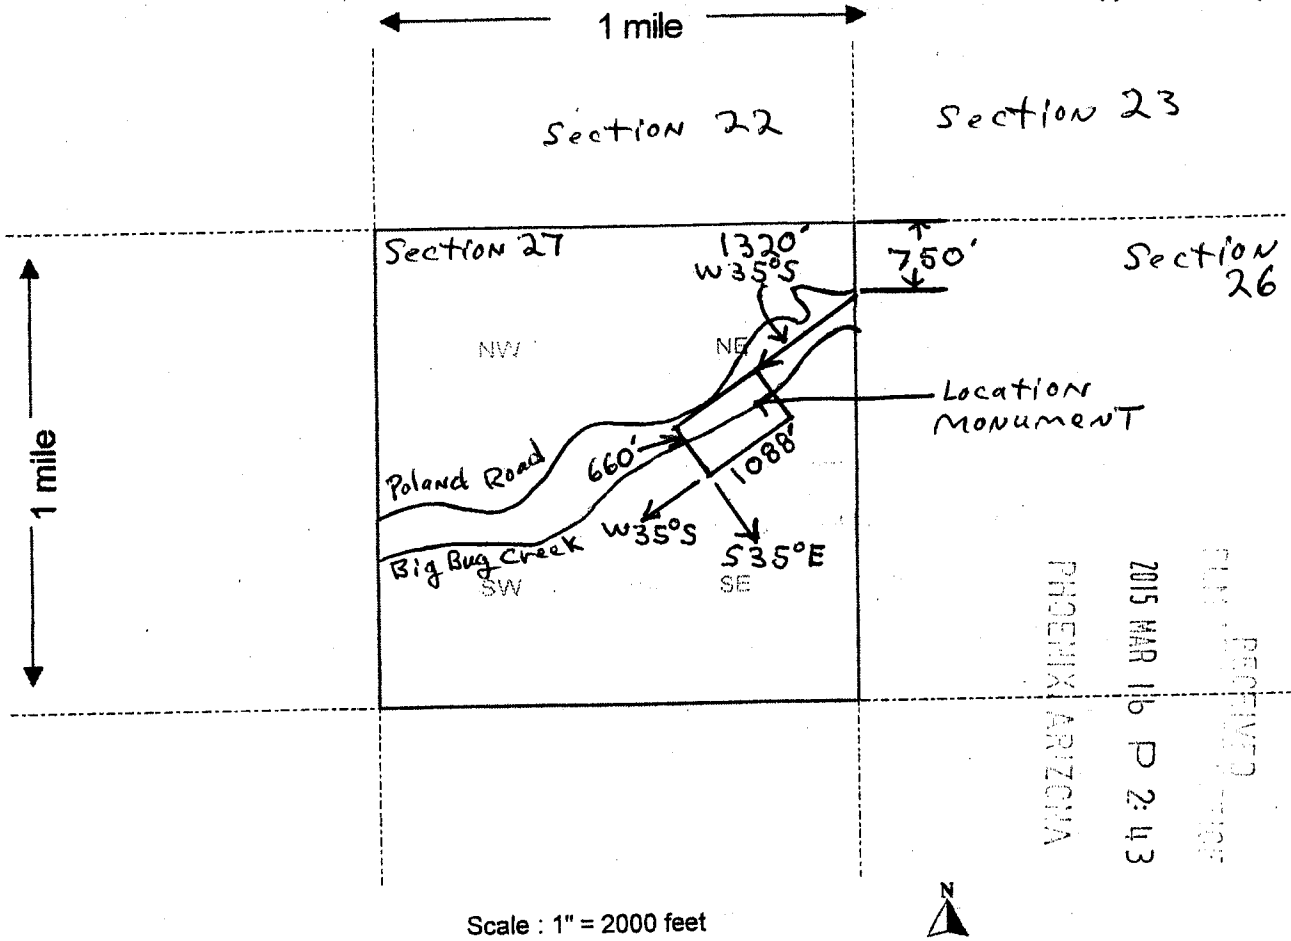 1 mile
Section 22
Section 23
Section 27
1320'
W35°S
750'
Section
26
NW
NE
Location
Monument
1 mile
660'
1088'
Poland Road
W35°S
S35°E
Big Bug Creek
SW
SE
RECEIVED
2015 MAR 16 P 2:43
PHOENIX ARIZONA
N
Scale : 1" = 2000 feet